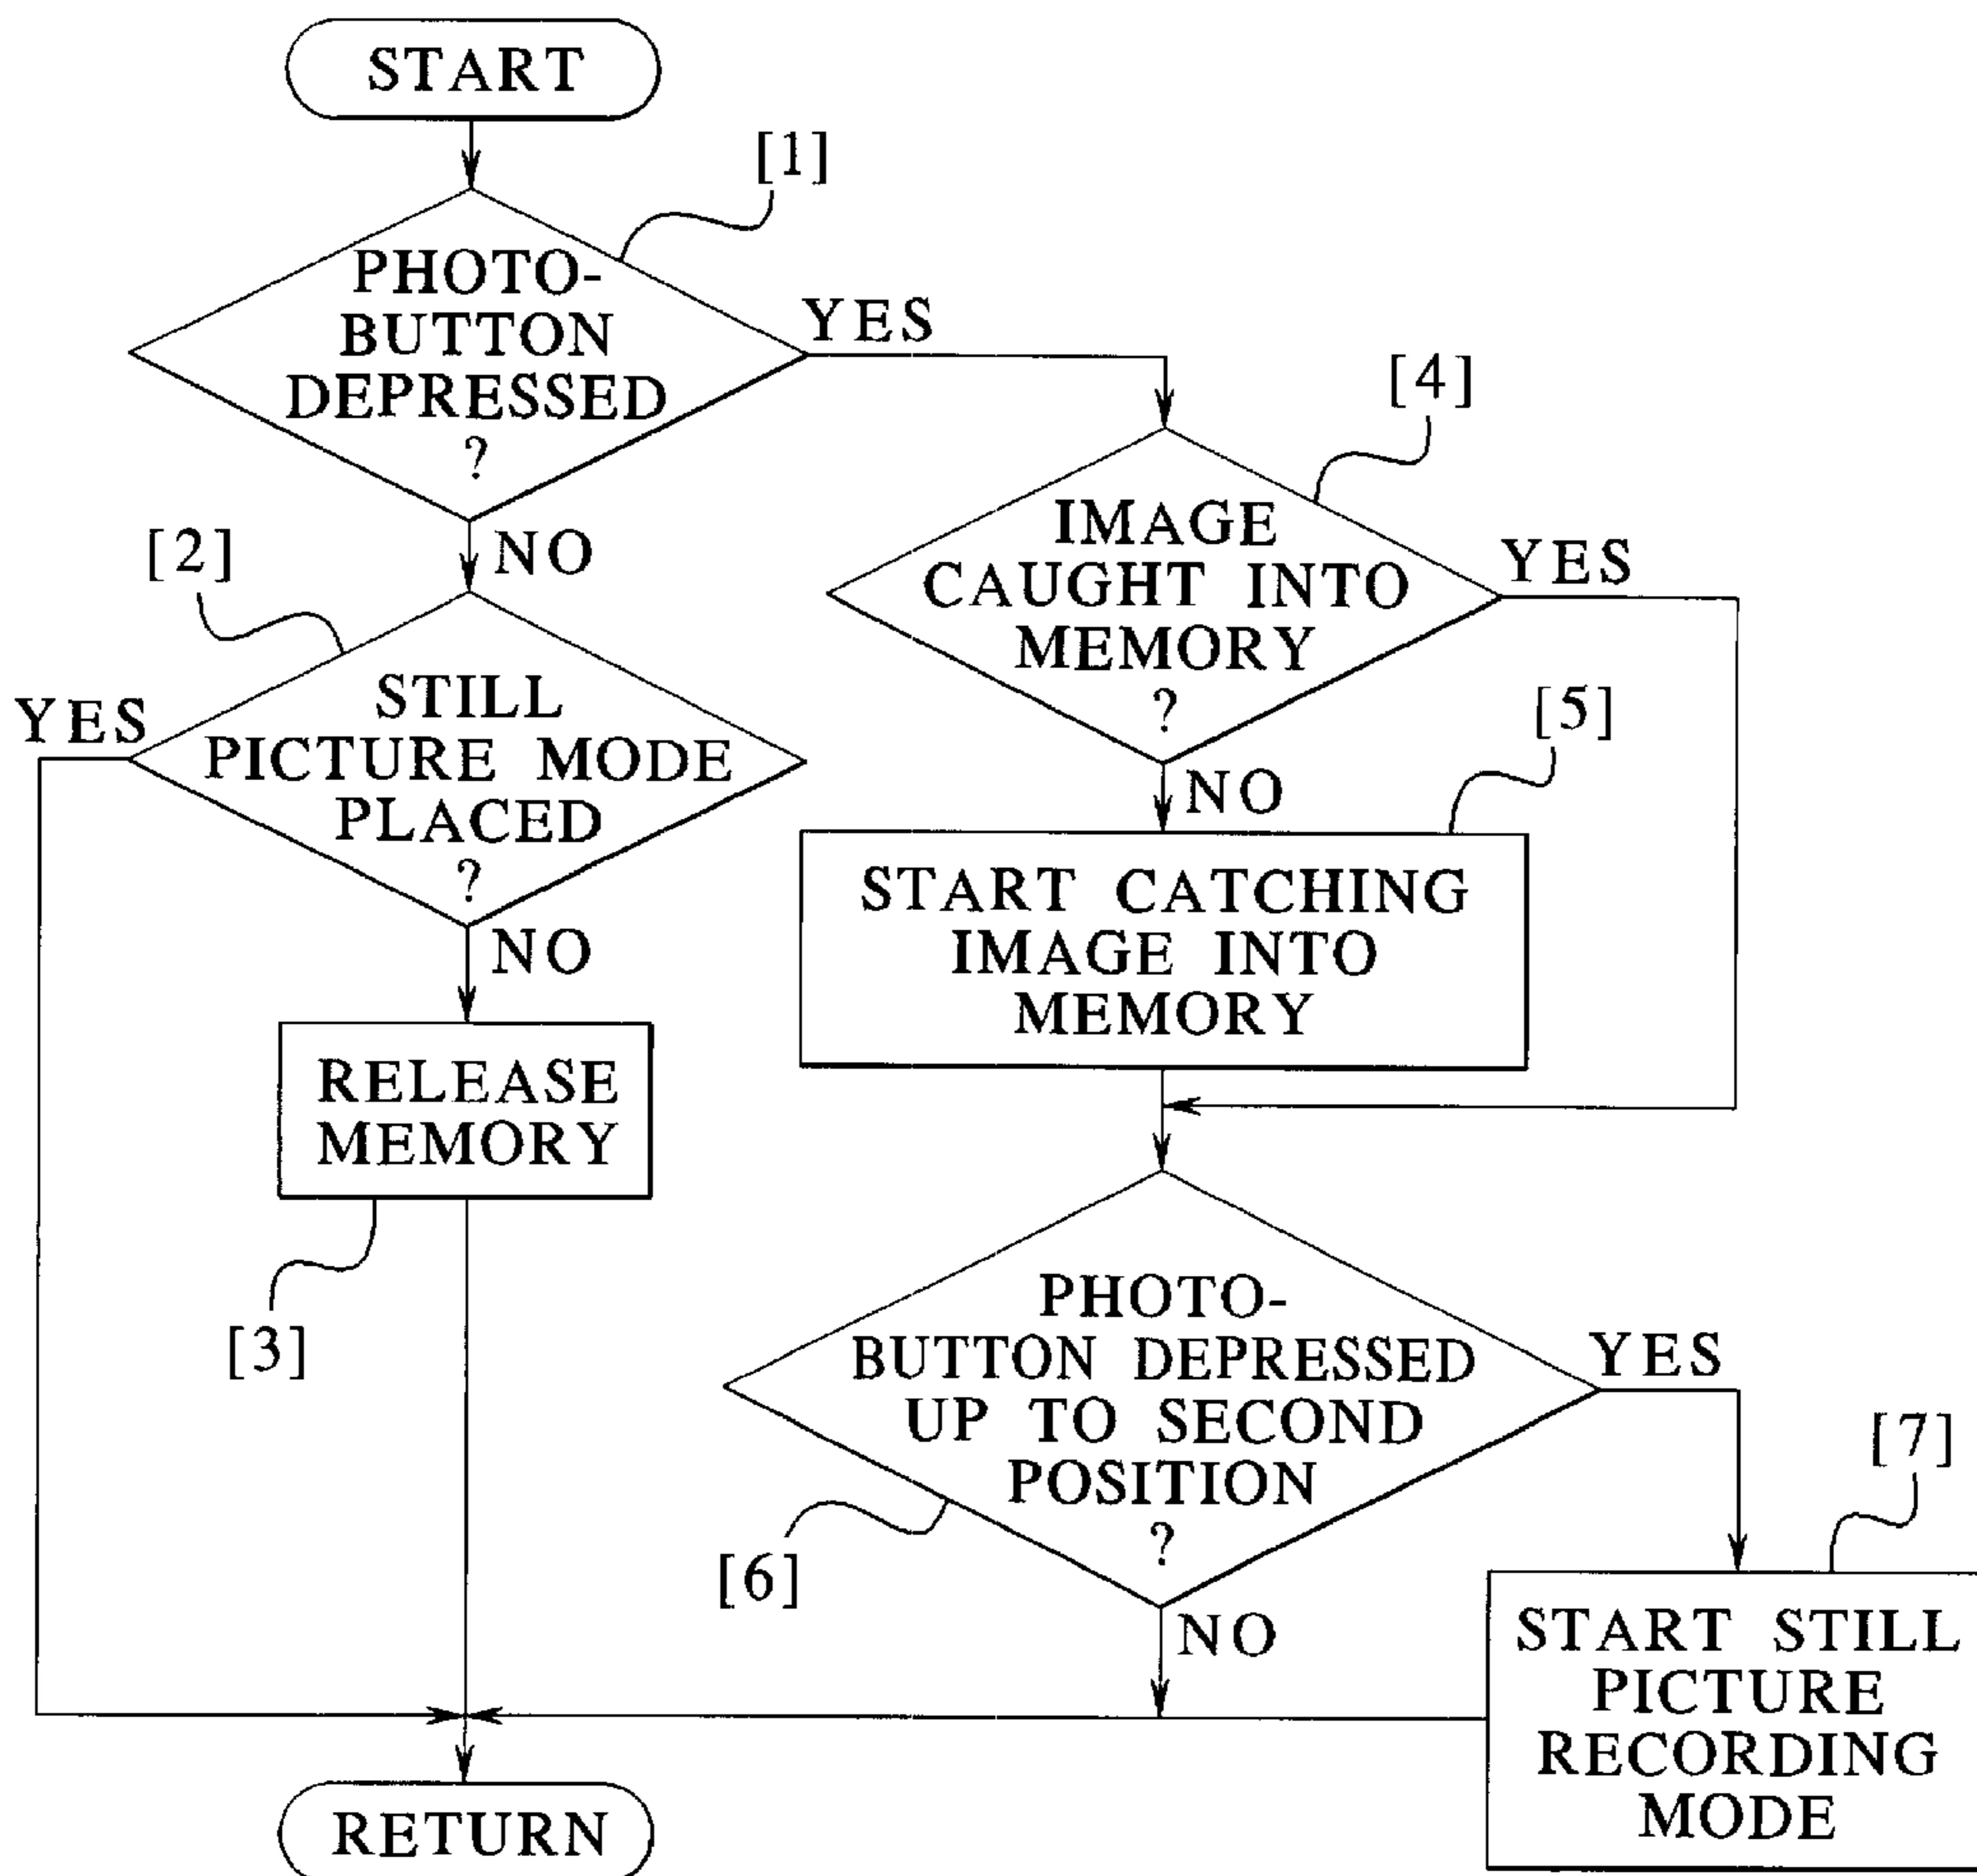 START
[1]
PHOTO-
BUTTON
DEPRESSED
?
YES
NO
[2]
STILL
PICTURE MODE
PLACED
?
YES
NO
RELEASE
MEMORY
[3]
[4]
IMAGE
CAUGHT INTO
MEMORY
?
YES
NO
[5]
START CATCHING
IMAGE INTO
MEMORY
PHOTO-
BUTTON DEPRESSED
UP TO SECOND
POSITION
?
YES
[6]
NO
[7]
START STILL
PICTURE
RECORDING
MODE
RETURN